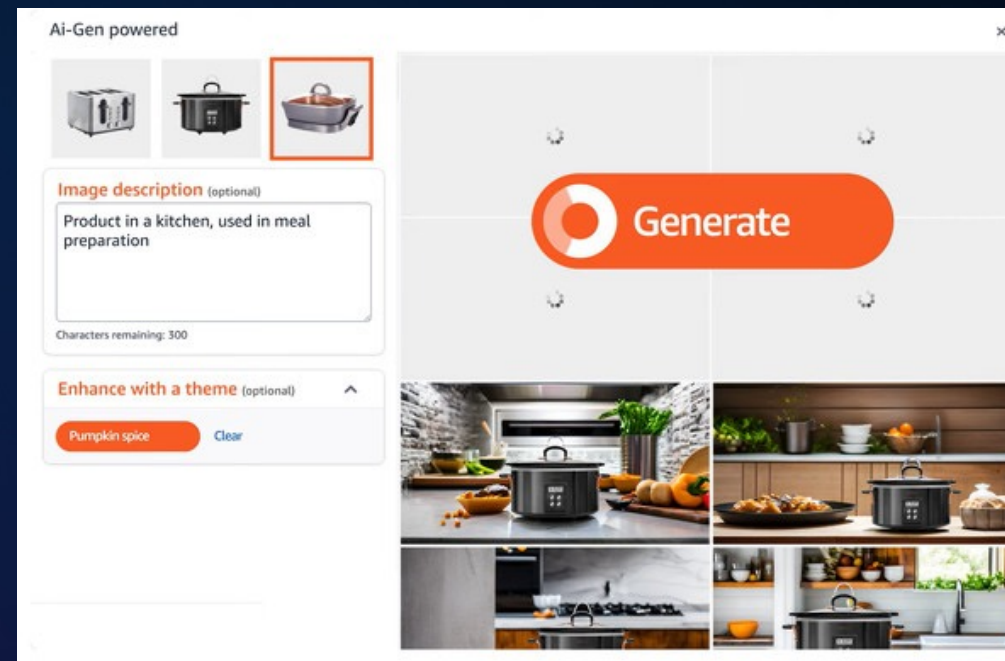 Ai-Gen powered
Image description (optional)
Product in a kitchen, used in meal
preparation
Characters remaining: 300
Enhance with a theme (optional)
Pumpkin spice
Clear
Generate